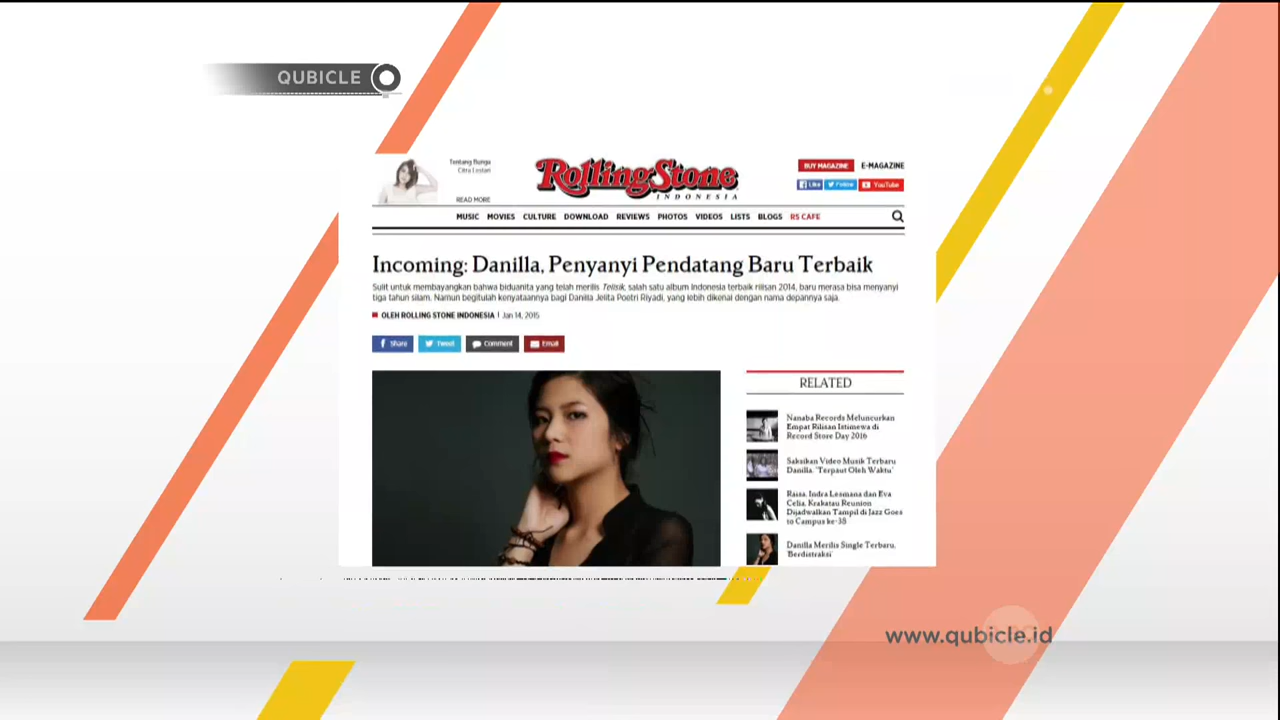 QUBICLE
Tentang Bunga
Citra Lestari
READ MORE
RollingStone
INDONESIA
BUY MAGAZINE E-MAGAZINE
Like Follow YouTube
MUSIC MOVIES CULTURE DOWNLOAD REVIEWS PHOTOS VIDEOS LISTS BLOGS RS CAFE
Incoming: Danilla, Penyanyi Pendatang Baru Terbaik
Sulit untuk membayangkan bahwa biduanita yang telah merilis Telisik, salah satu album Indonesia terbaik rilisan 2014, baru merasa bisa menyanyi
tiga tahun silam. Namun begitulah kenyataannya bagi Danilla Jelita Poetri Riyadi, yang lebih dikenal dengan nama depannya saja.
OLEH ROLLING STONE INDONESIA | Jan 14, 2015
Share Tweet Comment Email
RELATED
Nanaba Records Meluncurkan
Empat Rilisan Istimewa di
Record Store Day 2016
Saksikan Video Musik Terbaru
Danilla, "Terpaut Oleh Waktu"
Raisa, Indra Lesmana dan Eva
Celia, Krakatau Reunion
Dijadwalkan Tampil di Jazz Goes
to Campus ke-38
Danilla Merilis Single Terbaru,
'Berdistraksi'
www.qubicle.id